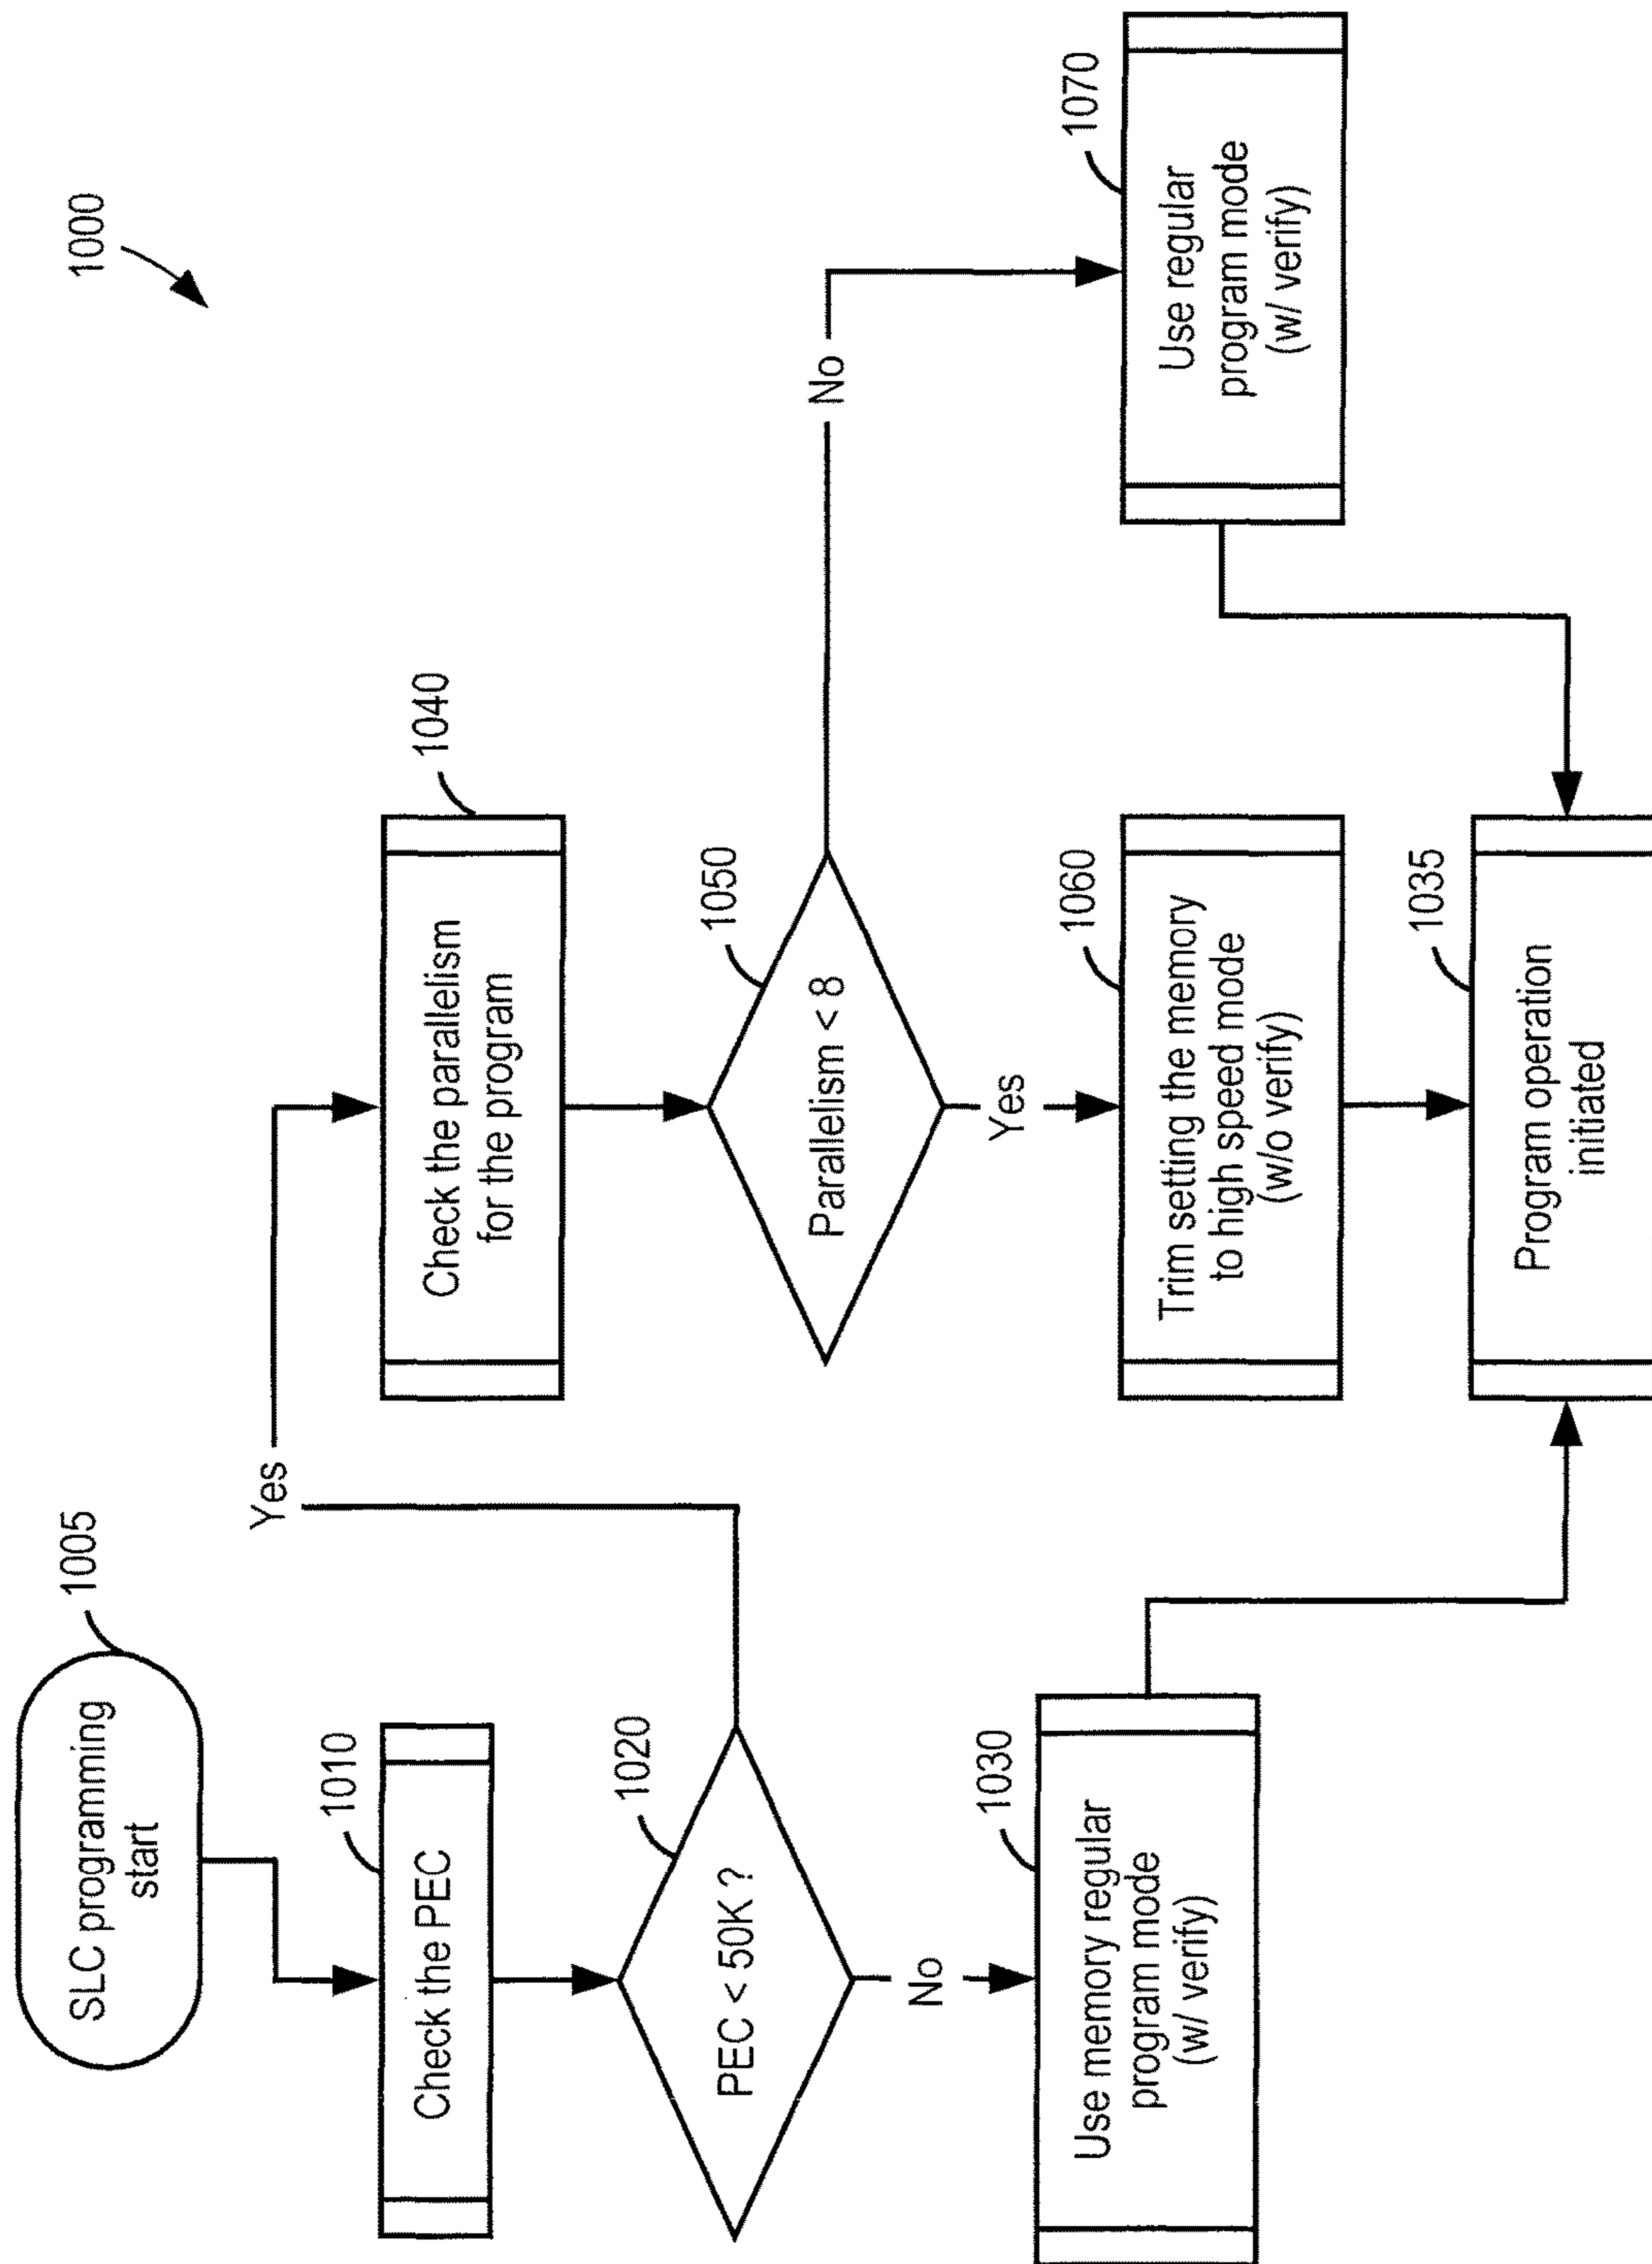 1000
SLC programming
start
1005
Check the PEC
1010
PEC < 50K ?
1020
Yes
No
Use memory regular
program mode
(w/ verify)
1030
Check the parallelism
for the program
1040
Parallelism < 8
1050
Yes
No
Trim setting the memory
to high speed mode
(w/o verify)
1060
Use regular
program mode
(w/ verify)
1070
Program operation
initiated
1035